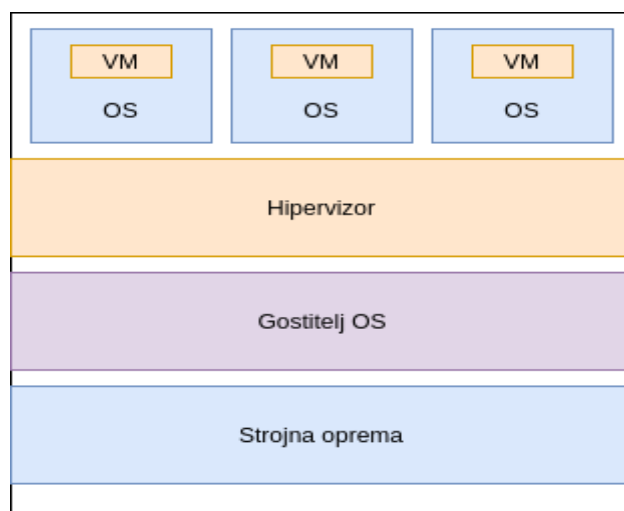 VM VM VM
OS OS OS
Hipervizor
Gostitelj OS
Strojna oprema